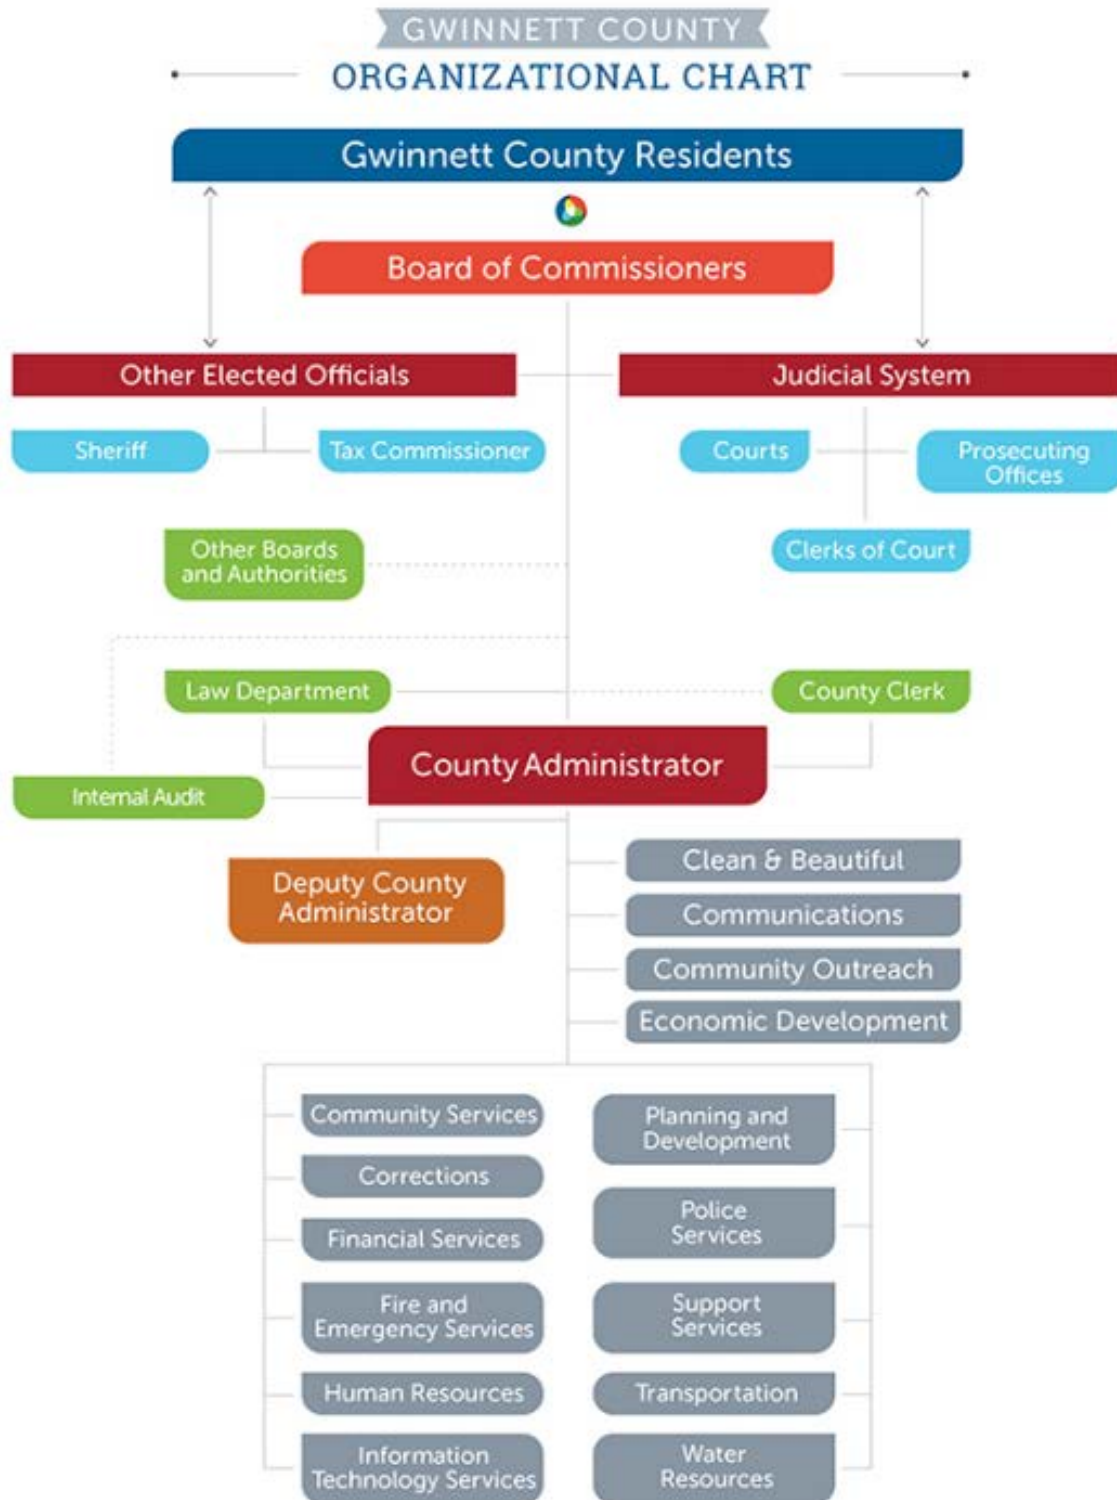 GWINNETT COUNTY
ORGANIZATIONAL CHART
Gwinnett County Residents
Board of Commissioners
Other Elected Officials
Judicial System
Sheriff
Tax Commissioner
Courts
Prosecuting
Offices
Other Boards
and Authorities
Clerks of Court
Law Department
County Clerk
County Administrator
Internal Audit
Deputy County
Administrator
Clean & Beautiful
Communications
Community Outreach
Economic Development
Community Services
Corrections
Financial Services
Fire and
Emergency Services
Human Resources
Information
Technology Services
Planning and
Development
Police
Services
Support
Services
Transportation
Water
Resources